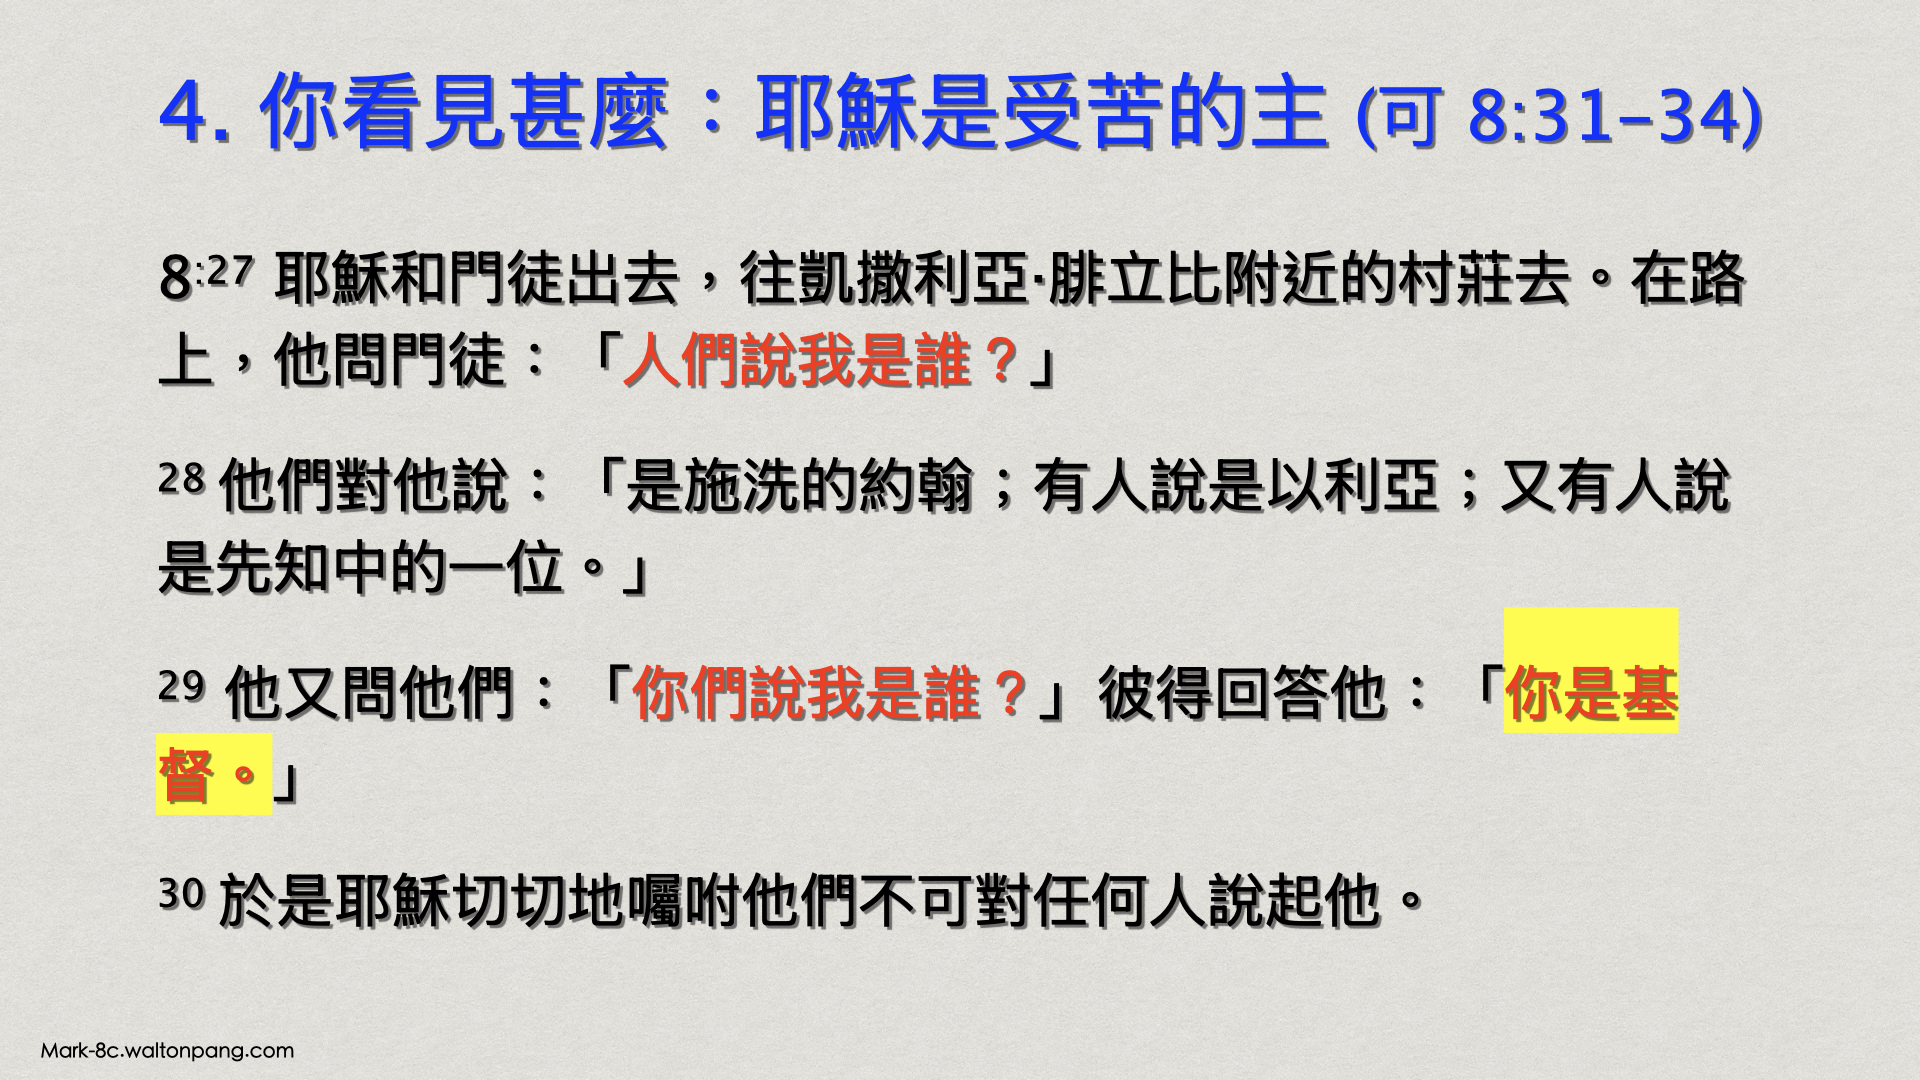 4. 你看見甚麼：耶穌是受苦的主 (可 8:31-34)
8:27 耶穌和門徒出去，往凱撒利亞·腓立比附近的村莊去。在路
上，他問門徒：「人們說我是誰？」
28 他們對他說：「是施洗的約翰；有人說是以利亞；又有人說
是先知中的一位。」
29 他又問他們：「你們說我是誰？」彼得回答他：「你是基
督。」
30 於是耶穌切切地囑咐他們不可對任何人說起他。
Mark-8c.waltonpang.com